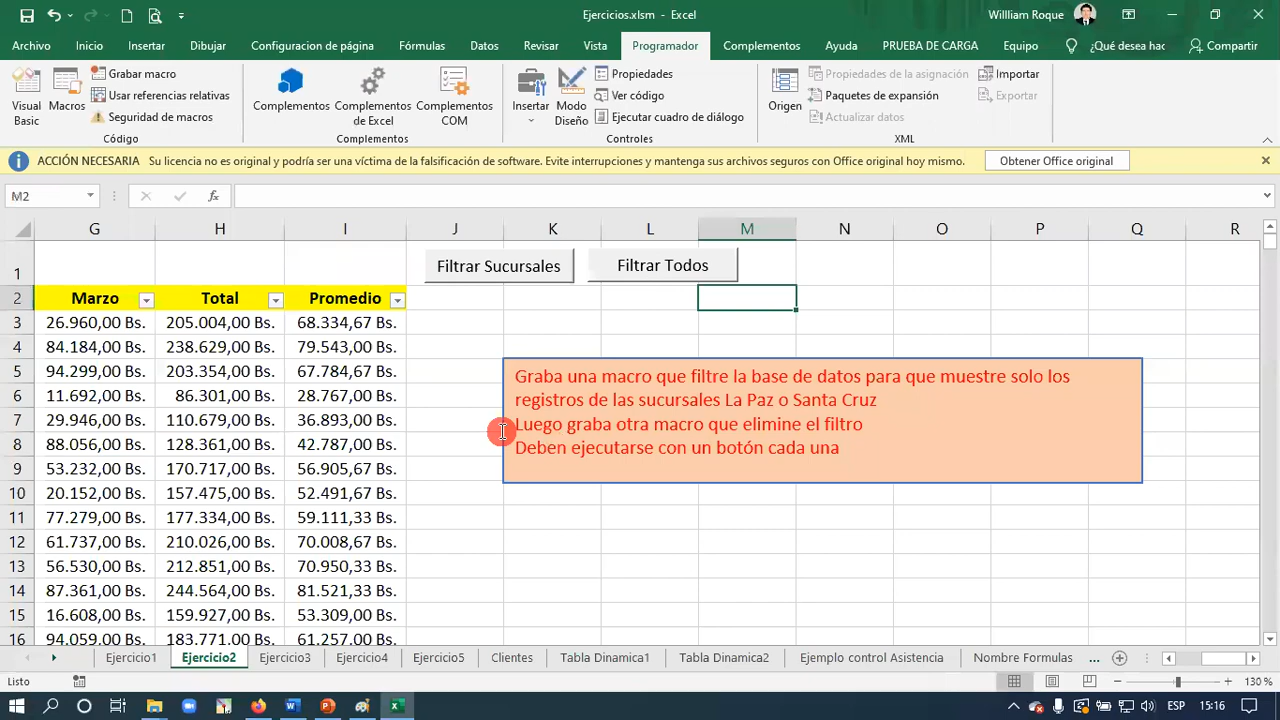 Ejercicios.xlsm - Excel
Willliam Roque
Archivo Inicio Insertar Dibujar Configuracion de página Fórmulas Datos Revisar Vista Programador Complementos Ayuda PRUEBA DE CARGA Equipo ¿Qué desea hac Compartir
Visual Basic
Macros
Grabar macro
Usar referencias relativas
Seguridad de macros
Código
Complementos
Complementos de Excel
Complementos COM
Complementos
Insertar
Modo Diseño
Propiedades
Ver código
Ejecutar cuadro de diálogo
Controles
Origen
Propiedades de la asignación
Paquetes de expansión
Actualizar datos
Importar
Exportar
XML
ACCIÓN NECESARIA Su licencia no es original y podría ser una víctima de la falsificación de software. Evite interrupciones y mantenga sus archivos seguros con Office original hoy mismo. Obtener Office original
M2 fx
G H I J K L M N O P Q R
1 Filtrar Sucursales Filtrar Todos
2 Marzo Total Promedio
3 26.960,00 Bs. 205.004,00 Bs. 68.334,67 Bs.
4 84.184,00 Bs. 238.629,00 Bs. 79.543,00 Bs.
5 94.299,00 Bs. 203.354,00 Bs. 67.784,67 Bs.
6 11.692,00 Bs. 86.301,00 Bs. 28.767,00 Bs.
7 29.946,00 Bs. 110.679,00 Bs. 36.893,00 Bs.
8 88.056,00 Bs. 128.361,00 Bs. 42.787,00 Bs.
9 53.232,00 Bs. 170.717,00 Bs. 56.905,67 Bs.
10 20.152,00 Bs. 157.475,00 Bs. 52.491,67 Bs.
11 77.279,00 Bs. 177.334,00 Bs. 59.111,33 Bs.
12 61.737,00 Bs. 210.026,00 Bs. 70.008,67 Bs.
13 56.530,00 Bs. 212.851,00 Bs. 70.950,33 Bs.
14 87.361,00 Bs. 244.564,00 Bs. 81.521,33 Bs.
15 16.608,00 Bs. 159.927,00 Bs. 53.309,00 Bs.
16 94.059,00 Bs. 183.771,00 Bs. 61.257,00 Bs.
Graba una macro que filtre la base de datos para que muestre solo los
registros de las sucursales La Paz o Santa Cruz
Luego graba otra macro que elimine el filtro
Deben ejecutarse con un botón cada una
Ejercicio1 Ejercicio2 Ejercicio3 Ejercicio4 Ejercicio5 Clientes Tabla Dinamica1 Tabla Dinamica2 Ejemplo control Asistencia Nombre Formulas ...
Listo 130 %
ESP 15:16